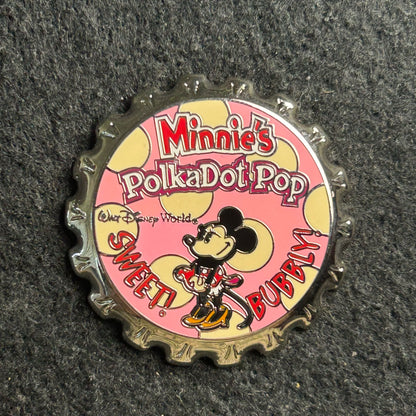 Minnie's
PolkaDot Pop
Walt Disney World®
SWEET!
BUBBLY!